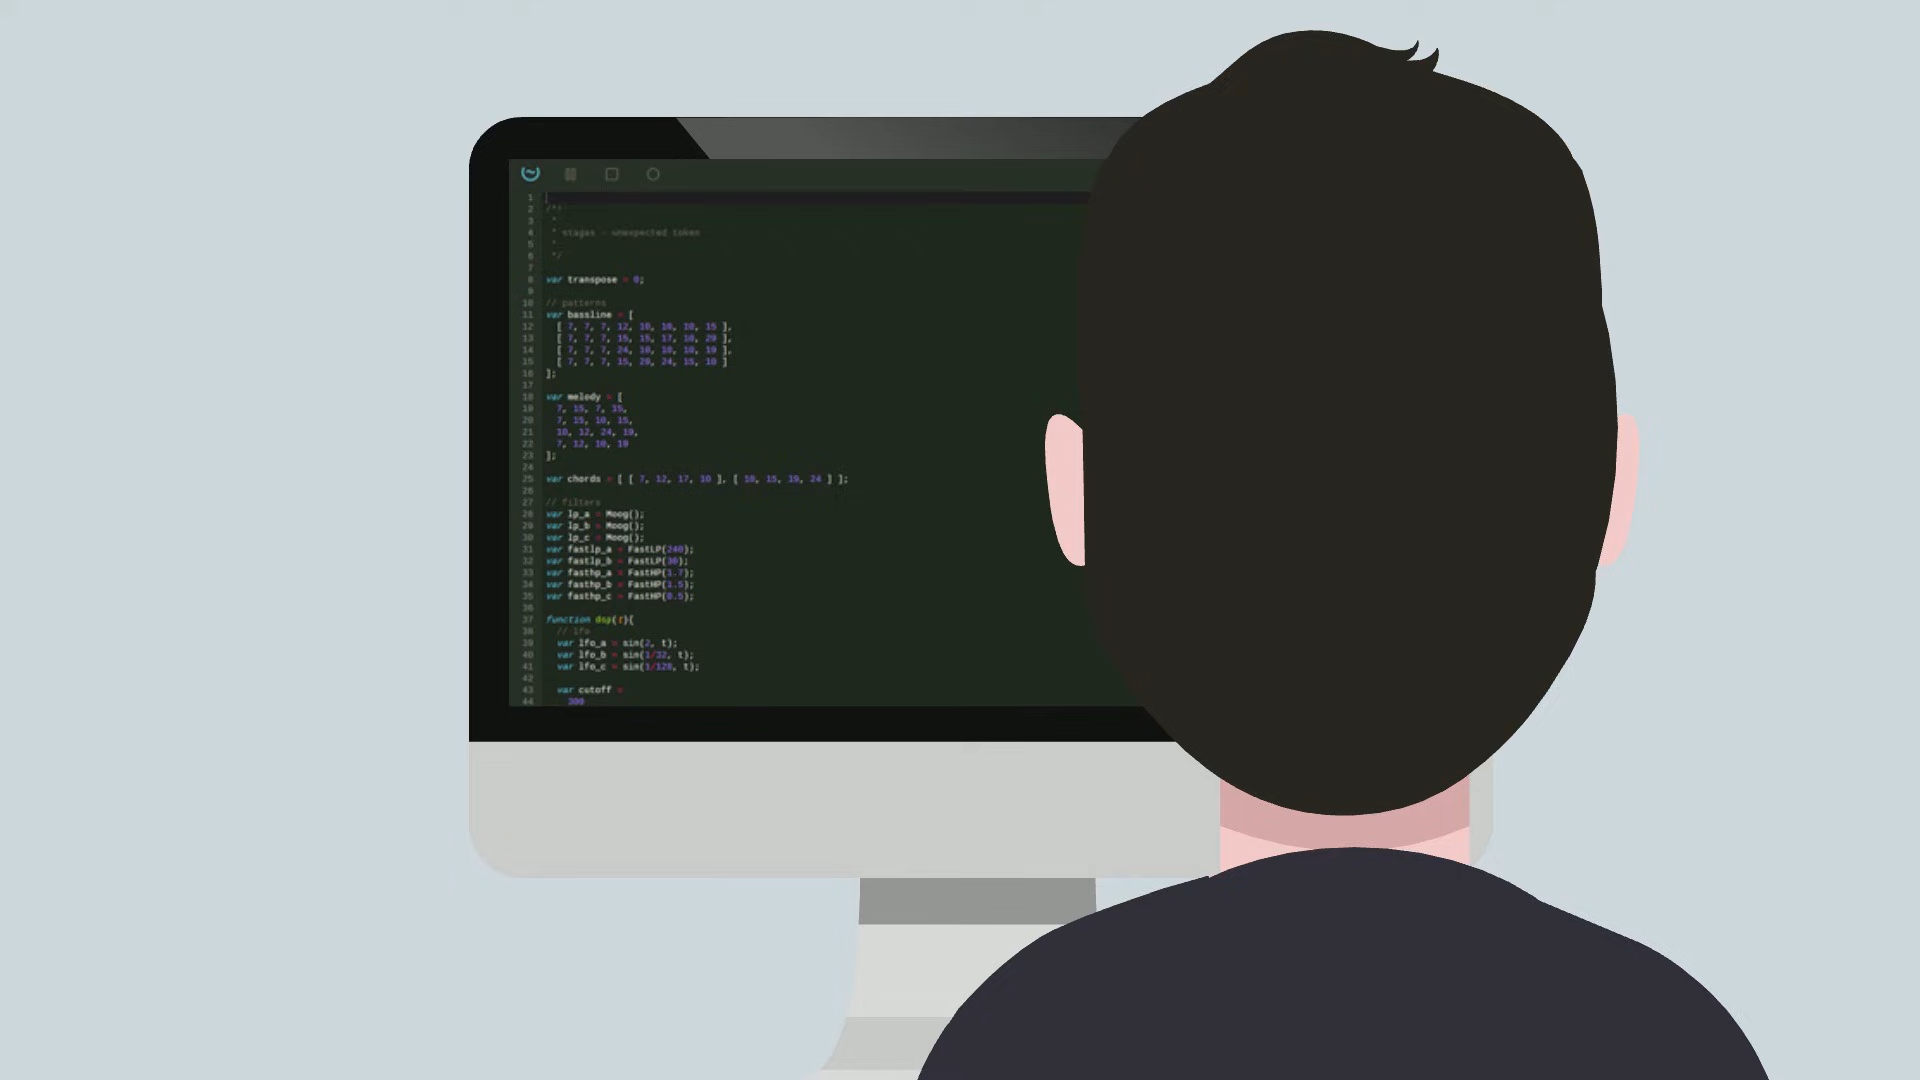 1
2 /**
3 *
4 * stagas - unexpected token
5 *
6 */
7
8 var transpose = 0;
9
10 // patterns
11 var bassline = [
12 [ 7, 7, 7, 12, 10, 10, 10, 15 ],
13 [ 7, 7, 7, 15, 15, 17, 10, 29 ],
14 [ 7, 7, 7, 24, 10, 10, 10, 19 ],
15 [ 7, 7, 7, 15, 29, 24, 15, 10 ]
16 ];
17
18 var melody = [
19 7, 15, 7, 15,
20 7, 15, 10, 15,
21 10, 12, 24, 19,
22 7, 12, 10, 19
23 ];
24
25 var chords = [ [ 7, 12, 17, 10 ], [ 10, 15, 19, 24 ] ];
26
27 // filters
28 var lp_a = Moog();
29 var lp_b = Moog();
30 var lp_c = Moog();
31 var fastlp_a = FastLP(240);
32 var fastlp_b = FastLP(30);
33 var fasthp_a = FastHP(1.7);
34 var fasthp_b = FastHP(1.5);
35 var fasthp_c = FastHP(0.5);
36
37 function dsp(t){
38 // lfo
39 var lfo_a = sin(2, t);
40 var lfo_b = sin(1/32, t);
41 var lfo_c = sin(1/128, t);
42
43 var cutoff =
44 300